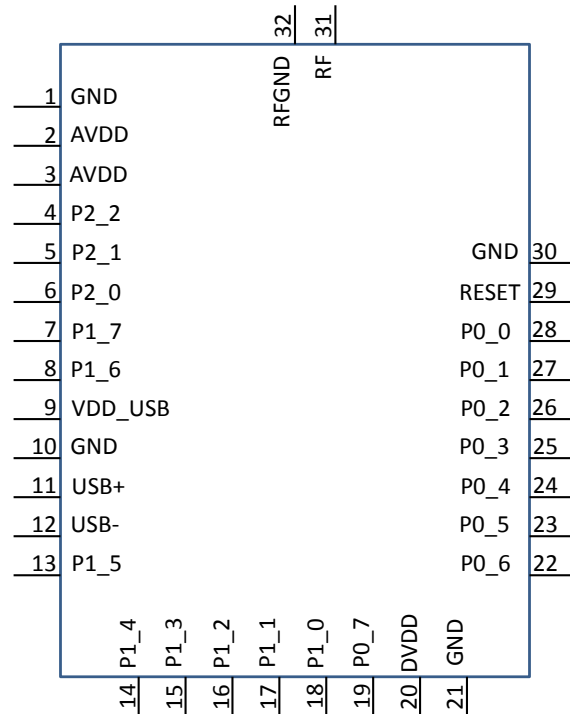 32 31
RFGND RF
1 GND
2 AVDD
3 AVDD
4 P2_2
5 P2_1
6 P2_0
7 P1_7
8 P1_6
9 VDD_USB
10 GND
11 USB+
12 USB-
13 P1_5
GND 30
RESET 29
P0_0 28
P0_1 27
P0_2 26
P0_3 25
P0_4 24
P0_5 23
P0_6 22
P1_4 P1_3 P1_2 P1_1 P1_0 P0_7 DVDD GND
14 15 16 17 18 19 20 21